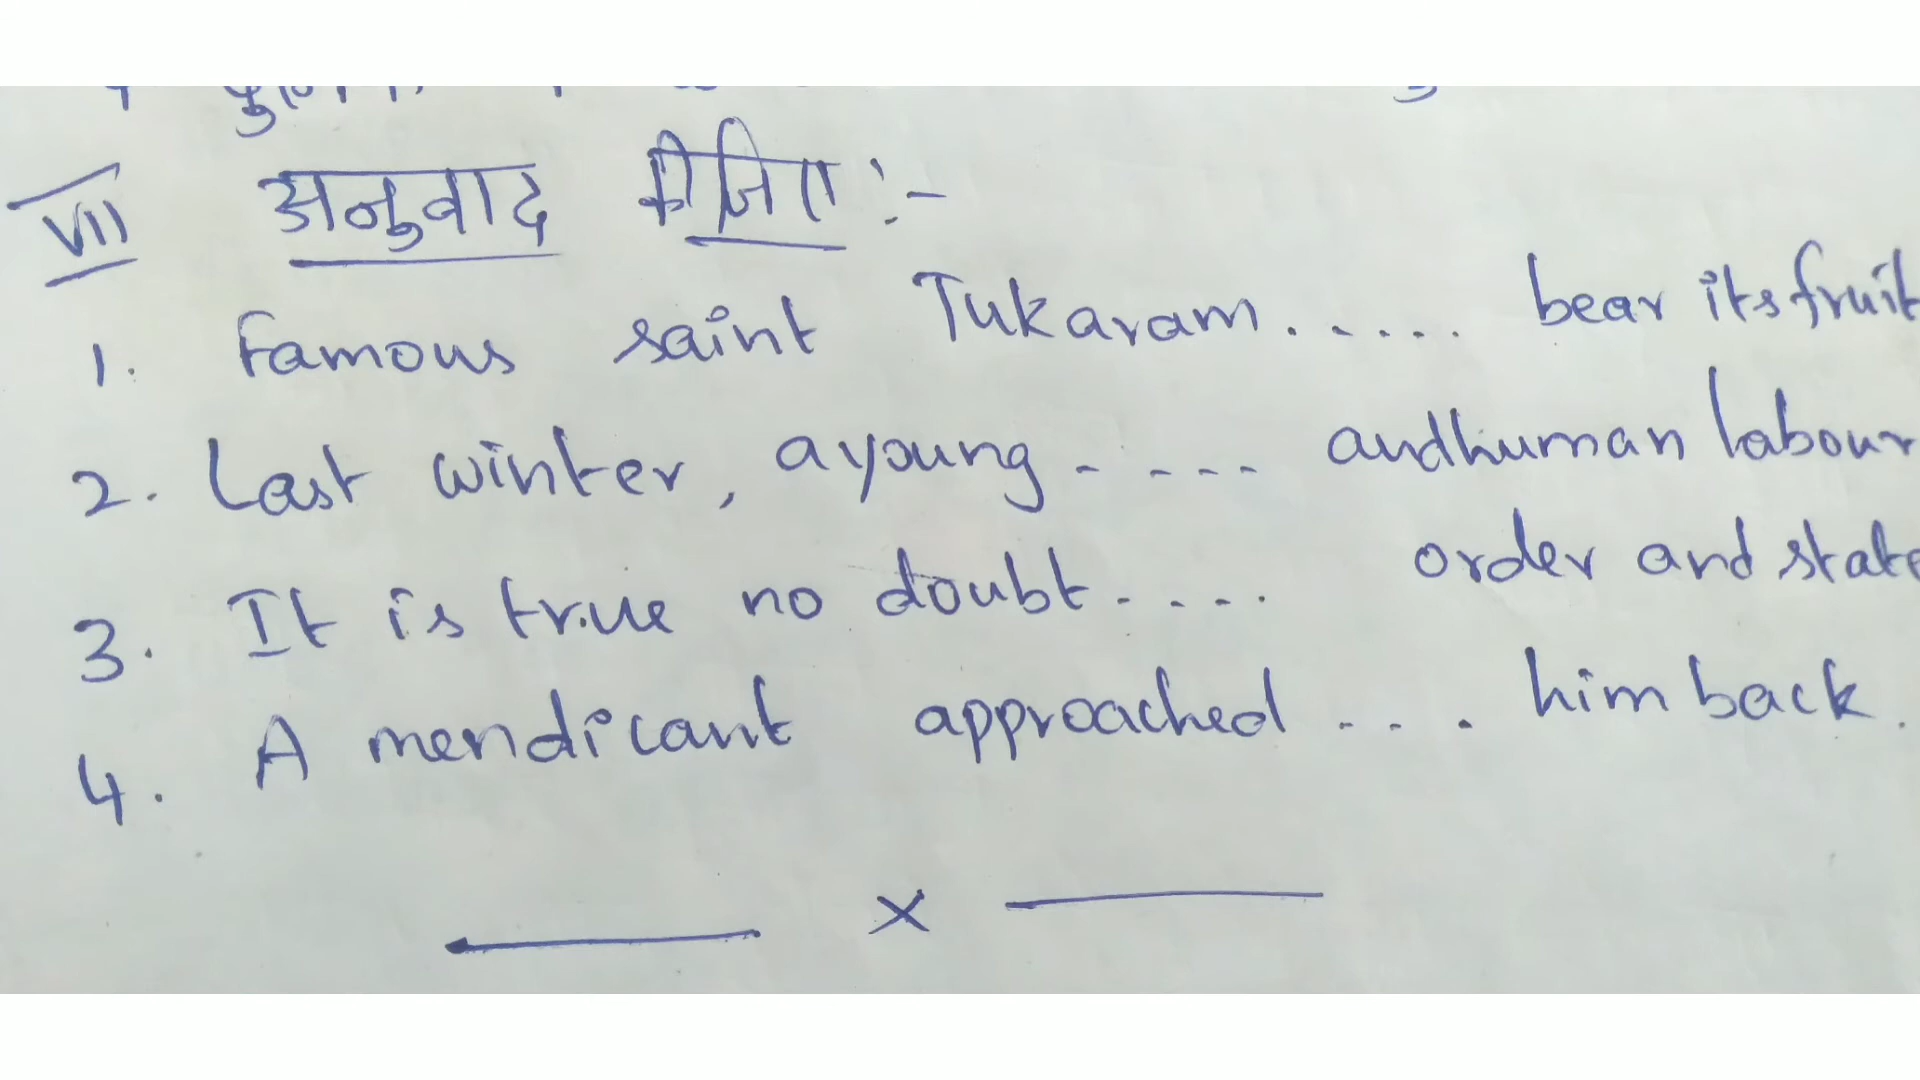 VII अनुवाद कीजिए :-
1. Famous saint Tukaram...... bear its fruit
2. Last winter, a young - - - - - and human labour
3. It is true no doubt..... order and state
4. A mendicant approached .... him back.
x